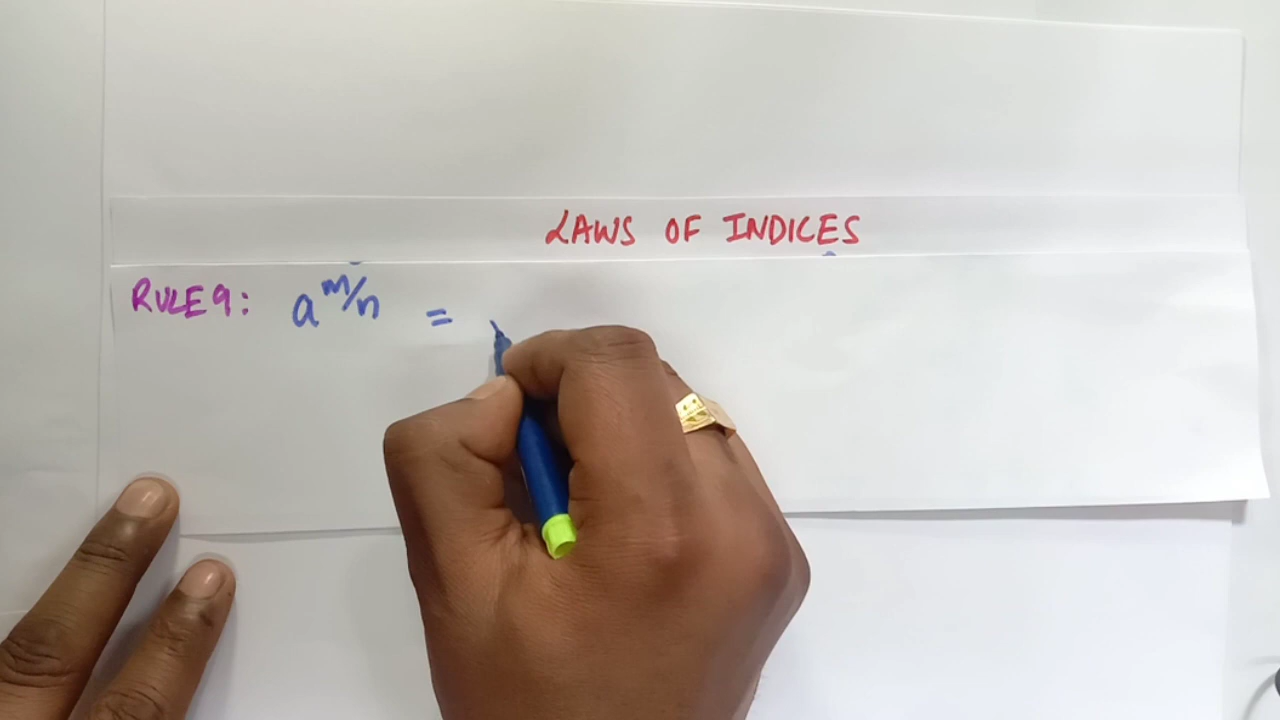 LAWS OF INDICES
RULE 9: a^m/n =